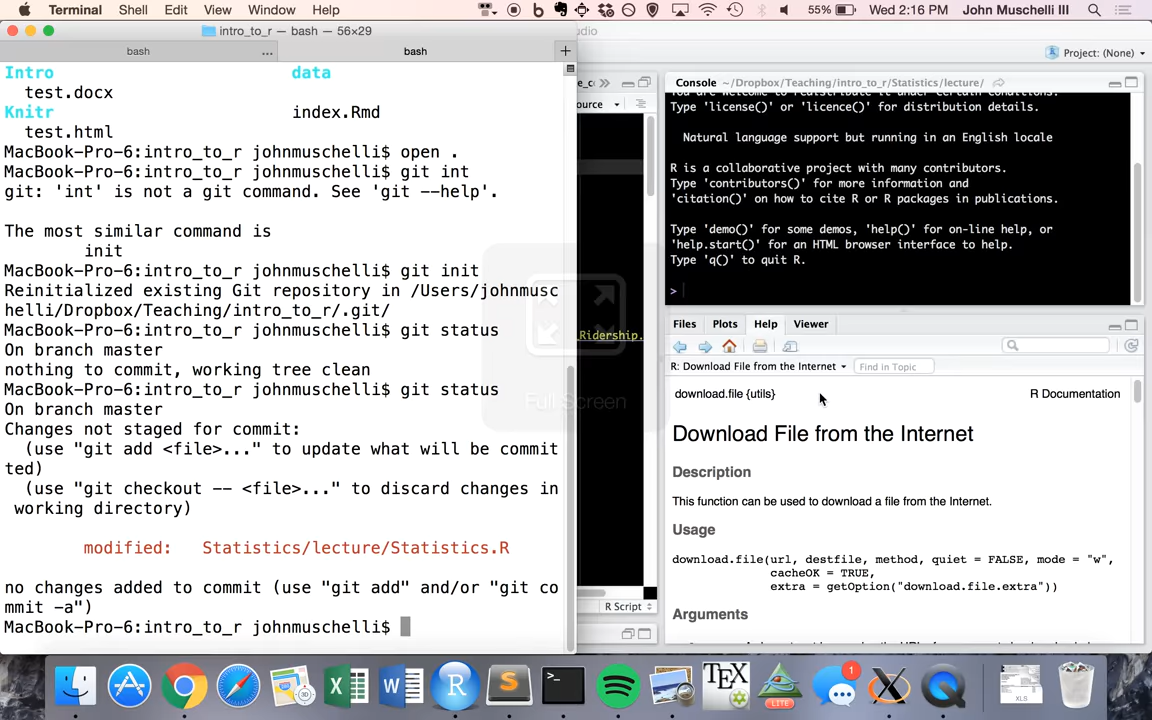 Terminal Shell Edit View Window Help 55% Wed 2:16 PM John Muschelli III
intro_to_r — bash — 56×29
bash ... bash +
Intro data
test.docx
Knitr index.Rmd
test.html
MacBook-Pro-6:intro_to_r johnmuschelli$ open .
MacBook-Pro-6:intro_to_r johnmuschelli$ git int
git: 'int' is not a git command. See 'git --help'.
The most similar command is
init
MacBook-Pro-6:intro_to_r johnmuschelli$ git init
Reinitialized existing Git repository in /Users/johnmusc
helli/Dropbox/Teaching/intro_to_r/.git/
MacBook-Pro-6:intro_to_r johnmuschelli$ git status
On branch master
nothing to commit, working tree clean
MacBook-Pro-6:intro_to_r johnmuschelli$ git status
On branch master
Changes not staged for commit:
(use "git add <file>..." to update what will be commit
ted)
(use "git checkout -- <file>..." to discard changes in
working directory)
modified: Statistics/lecture/Statistics.R
no changes added to commit (use "git add" and/or "git co
mmit -a")
MacBook-Pro-6:intro_to_r johnmuschelli$
Full Screen
udio
Project: (None)
e_c
ource
_Ridership.
R Script
Console ~/Dropbox/Teaching/intro_to_r/Statistics/lecture/
Type 'license()' or 'licence()' for distribution details.
Natural language support but running in an English locale
R is a collaborative project with many contributors.
Type 'contributors()' for more information and
'citation()' on how to cite R or R packages in publications.
Type 'demo()' for some demos, 'help()' for on-line help, or
'help.start()' for an HTML browser interface to help.
Type 'q()' to quit R.
>
Files Plots Help Viewer
R: Download File from the Internet Find in Topic
download.file {utils} R Documentation
Download File from the Internet
Description
This function can be used to download a file from the Internet.
Usage
download.file(url, destfile, method, quiet = FALSE, mode = "w",
cacheOK = TRUE,
extra = getOption("download.file.extra"))
Arguments
X W R S >_ TEX LITE 1 X XLS